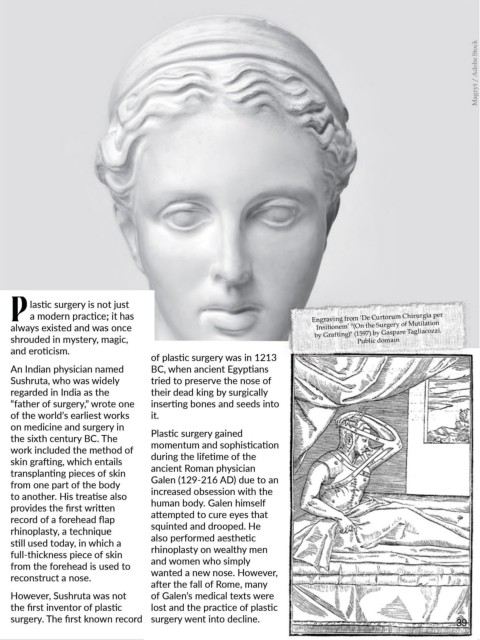 Magryt / Adobe Stock
Engraving from 'De Curtorum Chirurgia per
Insitionem' "(On the Surgery of Mutilation
by Grafting)' (1597) by Gaspare Tagliacozzi.
Public domain
Plastic surgery is not just
a modern practice; it has
always existed and was once
shrouded in mystery, magic,
and eroticism.
An Indian physician named
Sushruta, who was widely
regarded in India as the
"father of surgery," wrote one
of the world's earliest works
on medicine and surgery in
the sixth century BC. The
work included the method of
skin grafting, which entails
transplanting pieces of skin
from one part of the body
to another. His treatise also
provides the first written
record of a forehead flap
rhinoplasty, a technique
still used today, in which a
full-thickness piece of skin
from the forehead is used to
reconstruct a nose.
However, Sushruta was not
the first inventor of plastic
surgery. The first known record
of plastic surgery was in 1213
BC, when ancient Egyptians
tried to preserve the nose of
their dead king by surgically
inserting bones and seeds into
it.
Plastic surgery gained
momentum and sophistication
during the lifetime of the
ancient Roman physician
Galen (129-216 AD) due to an
increased obsession with the
human body. Galen himself
attempted to cure eyes that
squinted and drooped. He
also performed aesthetic
rhinoplasty on wealthy men
and women who simply
wanted a new nose. However,
after the fall of Rome, many
of Galen's medical texts were
lost and the practice of plastic
surgery went into decline.
39